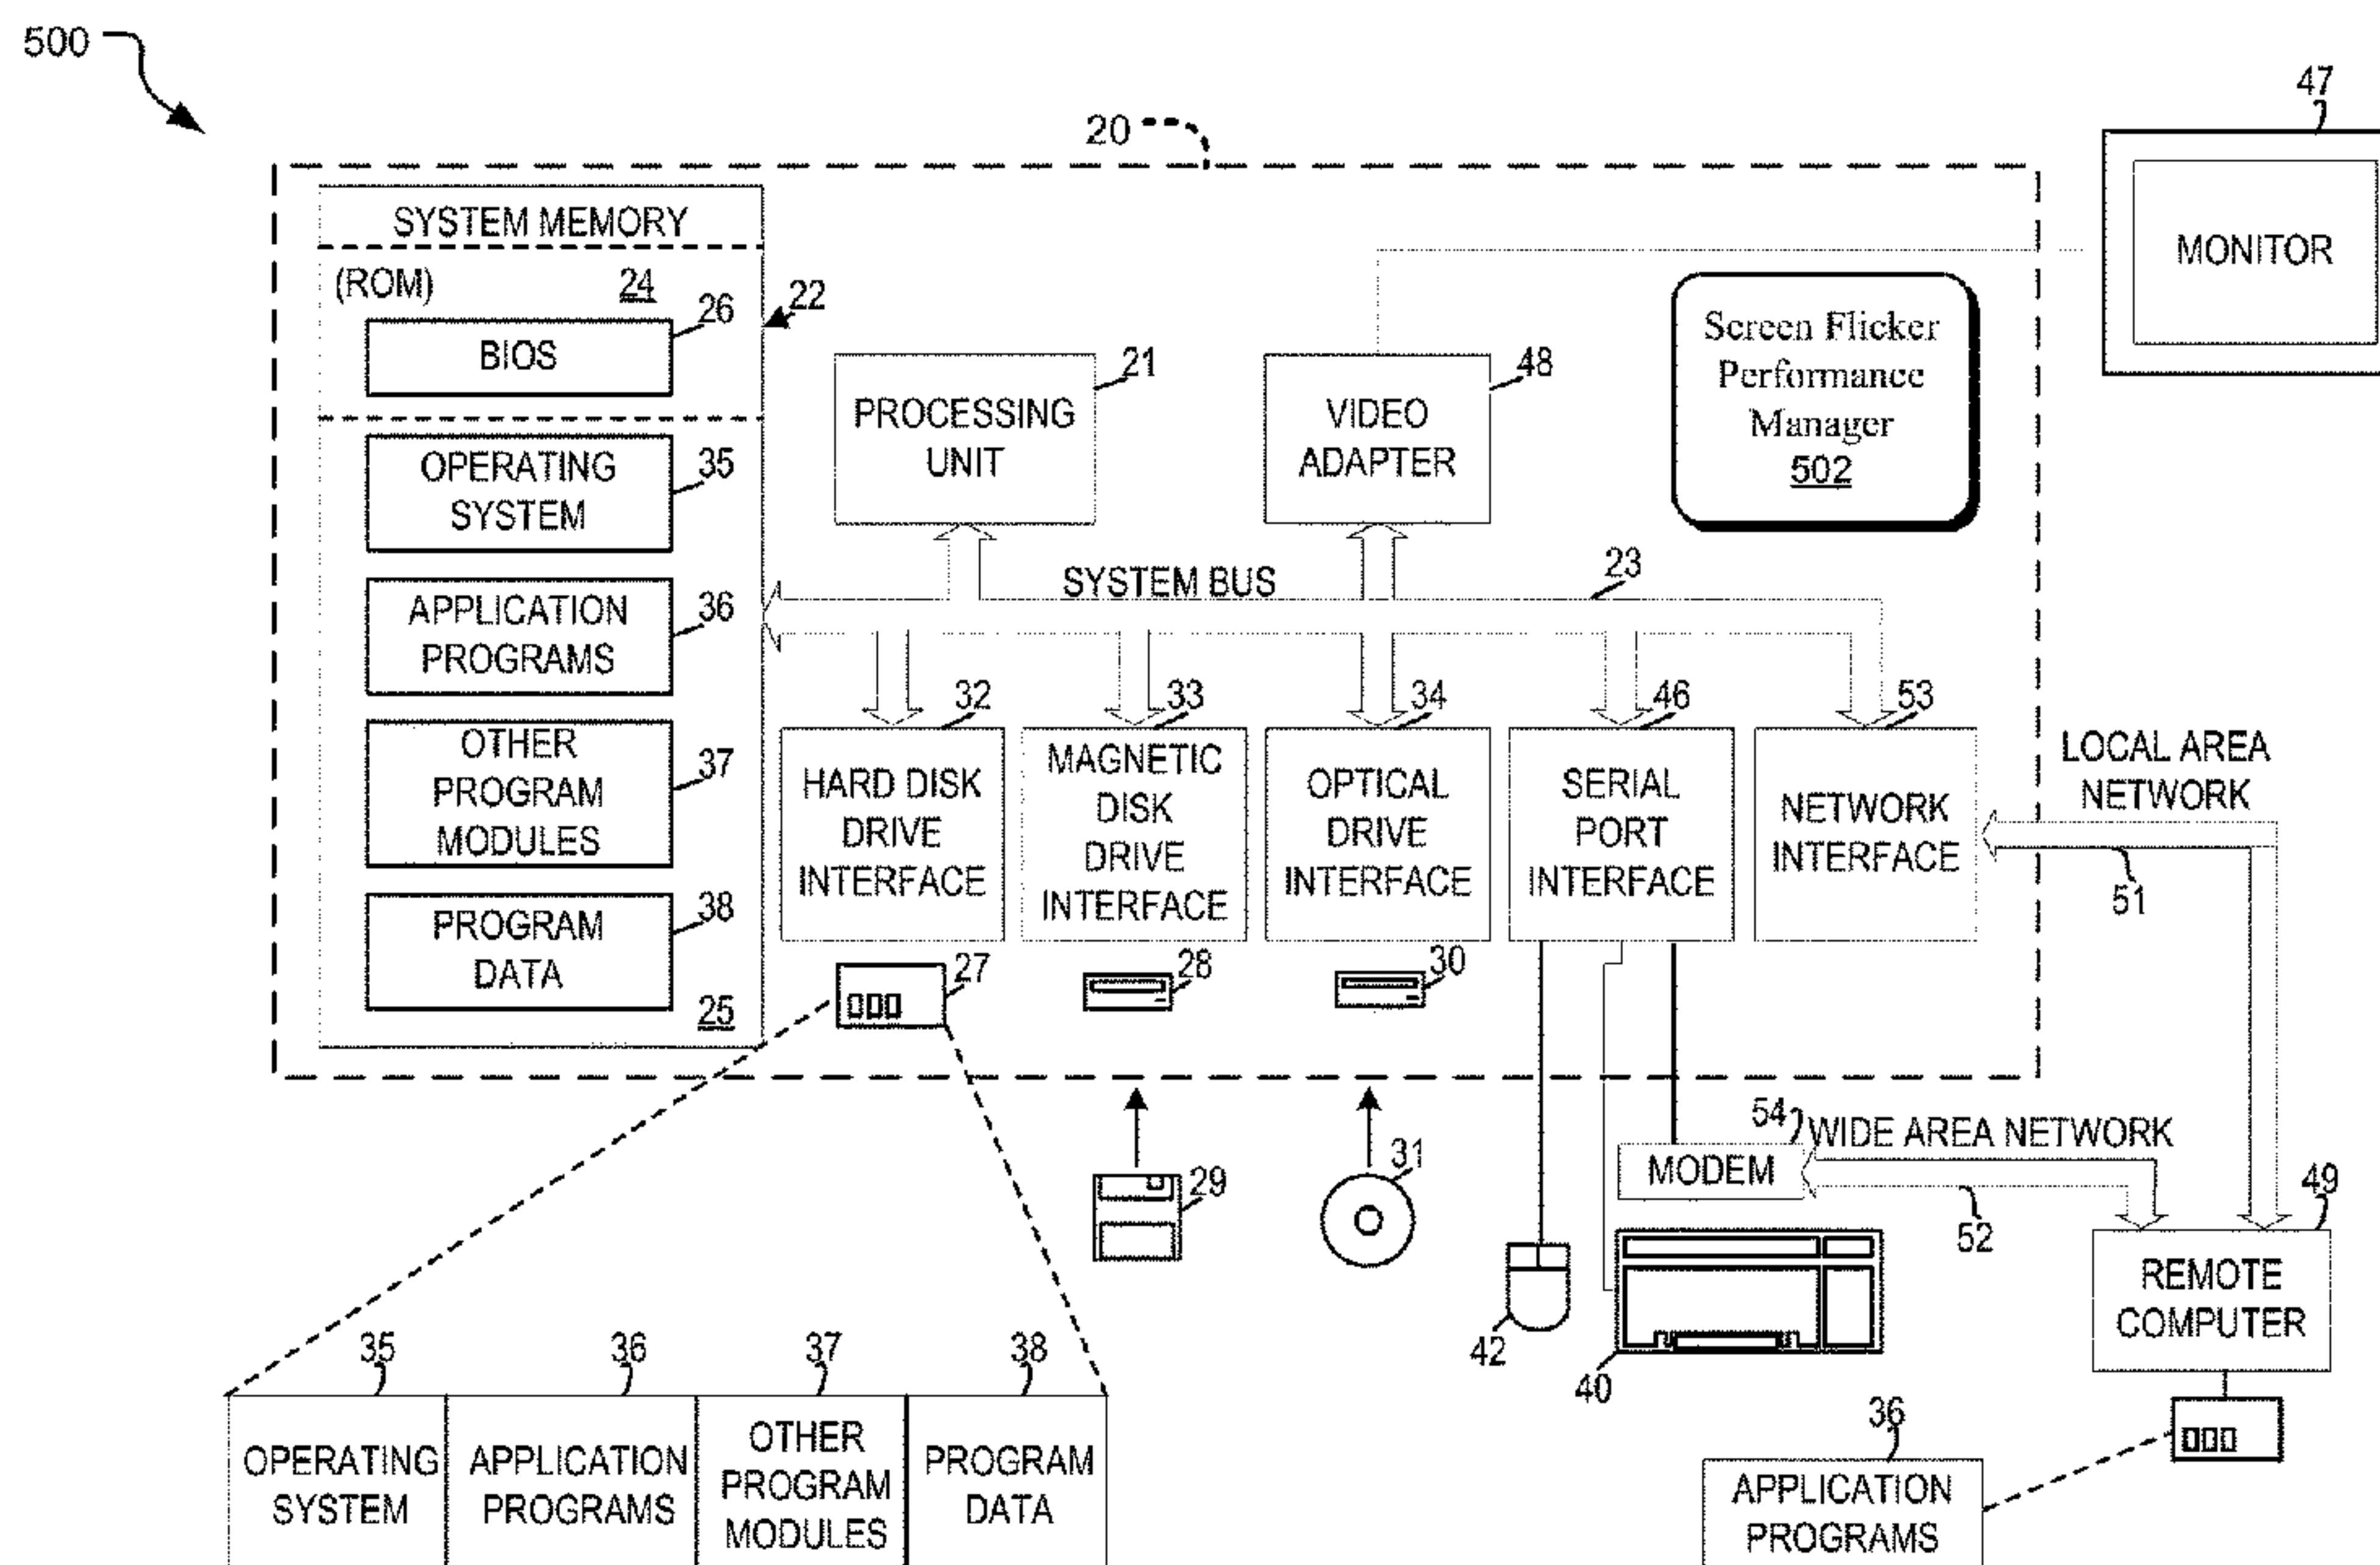 500
20
47
MONITOR
SYSTEM MEMORY
(ROM)
24
22
26
BIOS
OPERATING
SYSTEM
35
APPLICATION
PROGRAMS
36
OTHER
PROGRAM
MODULES
37
PROGRAM
DATA
38
25
PROCESSING
UNIT
21
VIDEO
ADAPTER
48
Screen Flicker
Performance
Manager
502
SYSTEM BUS
23
32
HARD DISK
DRIVE
INTERFACE
33
MAGNETIC
DISK
DRIVE
INTERFACE
34
OPTICAL
DRIVE
INTERFACE
46
SERIAL
PORT
INTERFACE
53
NETWORK
INTERFACE
LOCAL AREA
NETWORK
51
27
28
30
29
31
54
WIDE AREA NETWORK
MODEM
52
49
REMOTE
COMPUTER
42
40
35
OPERATING
SYSTEM
36
APPLICATION
PROGRAMS
37
OTHER
PROGRAM
MODULES
38
PROGRAM
DATA
36
APPLICATION
PROGRAMS